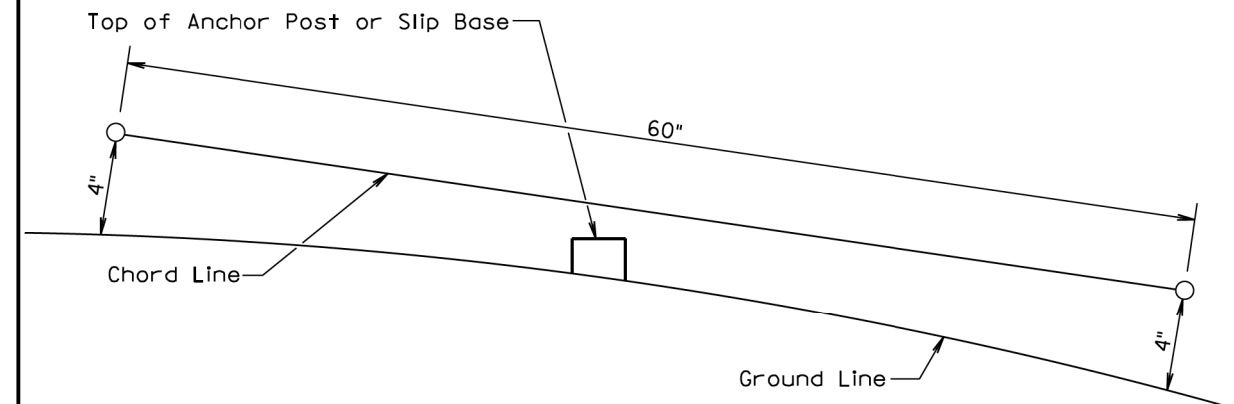 Top of Anchor Post or Slip Base
60"
4"
Chord Line
4"
Ground Line